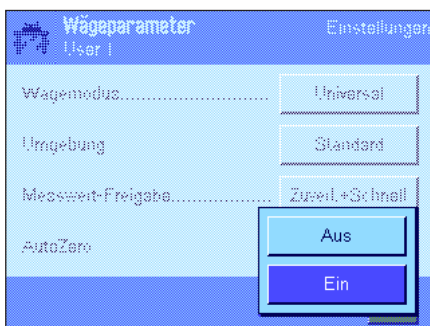 Wägeparameter Einstellungen
User 1
Wägemodus........................... Universal
Umgebung Standard
Messwert-Freigabe.................. Zuverl.+Schnell
AutoZero
Aus
Ein